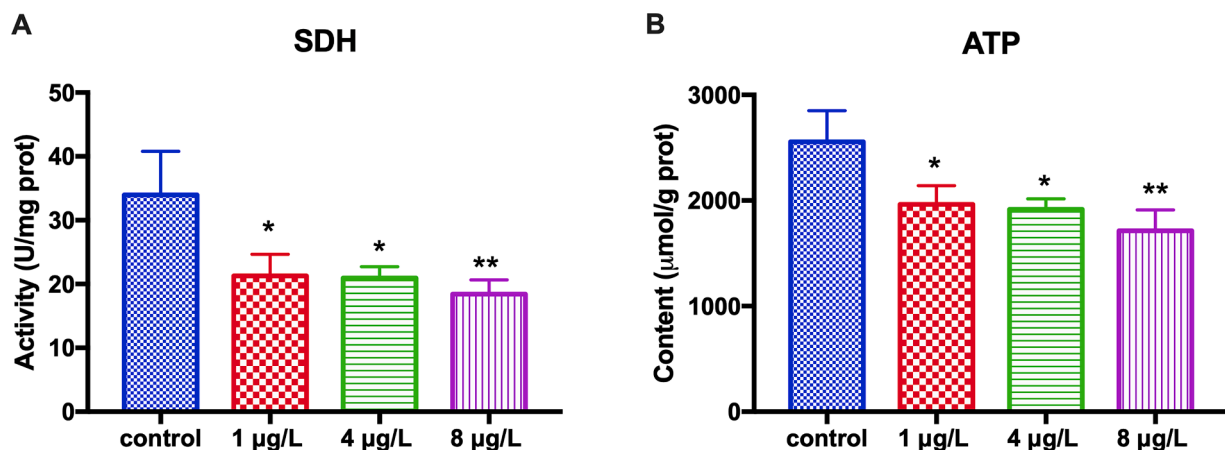 A
SDH
Activity (U/mg prot)
50
40
30
20
10
0
*
*
**
control
1 µg/L
4 µg/L
8 µg/L
B
ATP
Content (µmol/g prot)
3000
2000
1000
0
*
*
**
control
1 µg/L
4 µg/L
8 µg/L